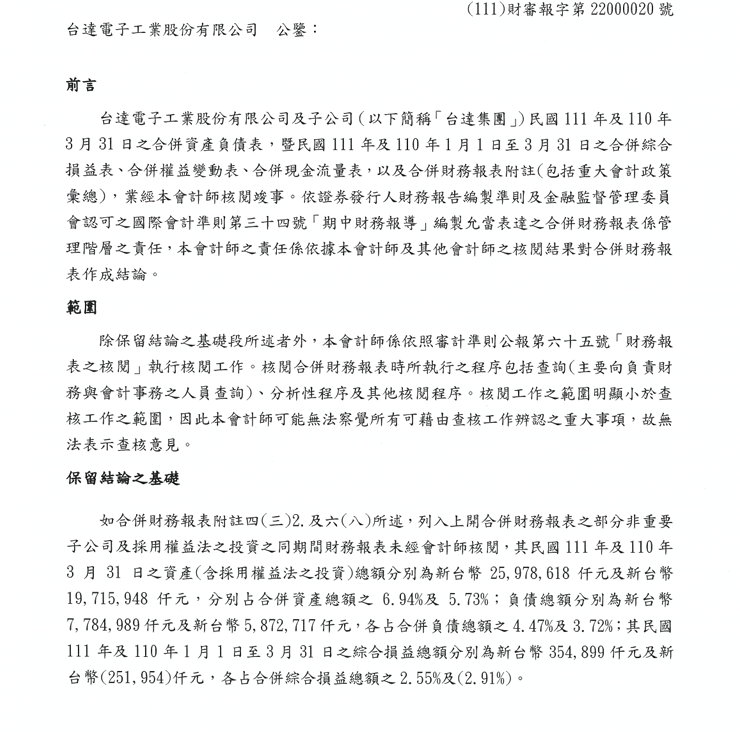 (111)財審報字第 22000020 號
台達電子工業股份有限公司　公鑒：
前言
台達電子工業股份有限公司及子公司(以下簡稱「台達集團」)民國 111 年及 110 年
3 月 31 日之合併資產負債表，暨民國 111 年及 110 年 1 月 1 日至 3 月 31 日之合併綜合
損益表、合併權益變動表、合併現金流量表，以及合併財務報表附註(包括重大會計政策
彙總)，業經本會計師核閱竣事。依證券發行人財務報告編製準則及金融監督管理委員
會認可之國際會計準則第三十四號「期中財務報導」編製允當表達之合併財務報表係管
理階層之責任，本會計師之責任係依據本會計師及其他會計師之核閱結果對合併財務報
表作成結論。
範圍
除保留結論之基礎段所述者外，本會計師係依照審計準則公報第六十五號「財務報
表之核閱」執行核閱工作。核閱合併財務報表時所執行之程序包括查詢(主要向負責財
務與會計事務之人員查詢)、分析性程序及其他核閱程序。核閱工作之範圍明顯小於查
核工作之範圍，因此本會計師可能無法察覺所有可藉由查核工作辨認之重大事項，故無
法表示查核意見。
保留結論之基礎
如合併財務報表附註四(三)2.及六(八)所述，列入上開合併財務報表之部分非重要
子公司及採用權益法之投資之同期間財務報表未經會計師核閱，其民國 111 年及 110 年
3 月 31 日之資產(含採用權益法之投資)總額分別為新台幣 25,978,618 仟元及新台幣
19,715,948 仟元，分別占合併資產總額之 6.94%及 5.73%；負債總額分別為新台幣
7,784,989 仟元及新台幣 5,872,717 仟元，各占合併負債總額之 4.47%及 3.72%；其民國
111 年及 110 年 1 月 1 日至 3 月 31 日之綜合損益總額分別為新台幣 354,899 仟元及新
台幣(251,954)仟元，各占合併綜合損益總額之 2.55%及(2.91%)。